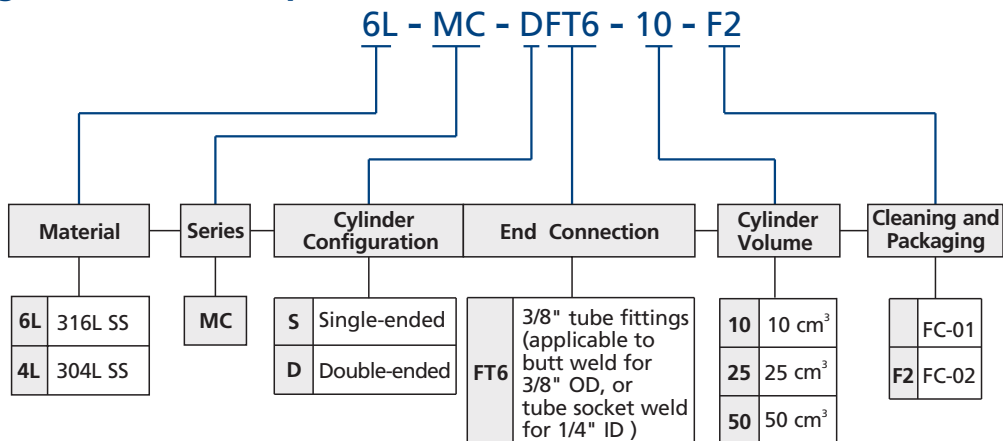 6L - MC - DFT6 - 10 - F2
Material
Series
Cylinder
Configuration
End Connection
Cylinder
Volume
Cleaning and
Packaging
6L 316L SS
4L 304L SS
MC
S Single-ended
D Double-ended
FT6
3/8" tube fittings
(applicable to
butt weld for
3/8" OD, or
tube socket weld
for 1/4" ID )
10 10 cm³
25 25 cm³
50 50 cm³
FC-01
F2 FC-02